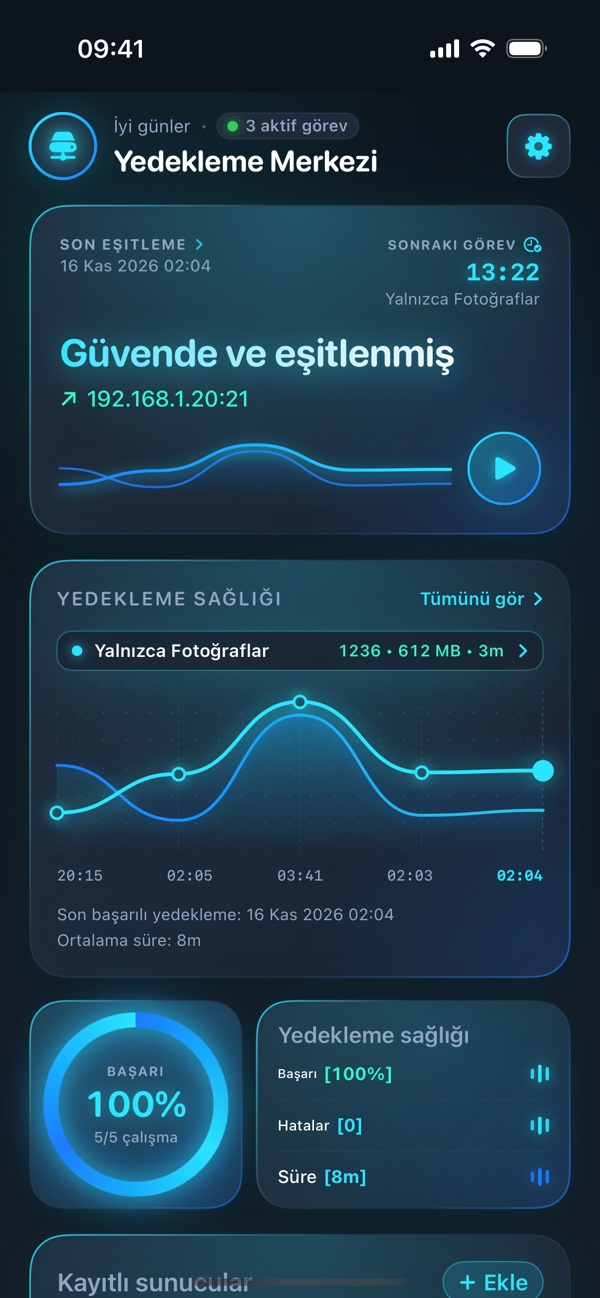 09:41
İyi günler · 3 aktif görev
Yedekleme Merkezi
SON EŞİTLEME
16 Kas 2026 02:04
SONRAKI GÖREV
13:22
Yalnızca Fotoğraflar
Güvende ve eşitlenmiş
192.168.1.20:21
YEDEKLEME SAĞLIĞI
Tümünü gör
Yalnızca Fotoğraflar 1236 • 612 MB • 3m
20:15 02:05 03:41 02:03 02:04
Son başarılı yedekleme: 16 Kas 2026 02:04
Ortalama süre: 8m
BAŞARI
100%
5/5 çalışma
Yedekleme sağlığı
Başarı [100%]
Hatalar [0]
Süre [8m]
Kayıtlı sunucular
+ Ekle